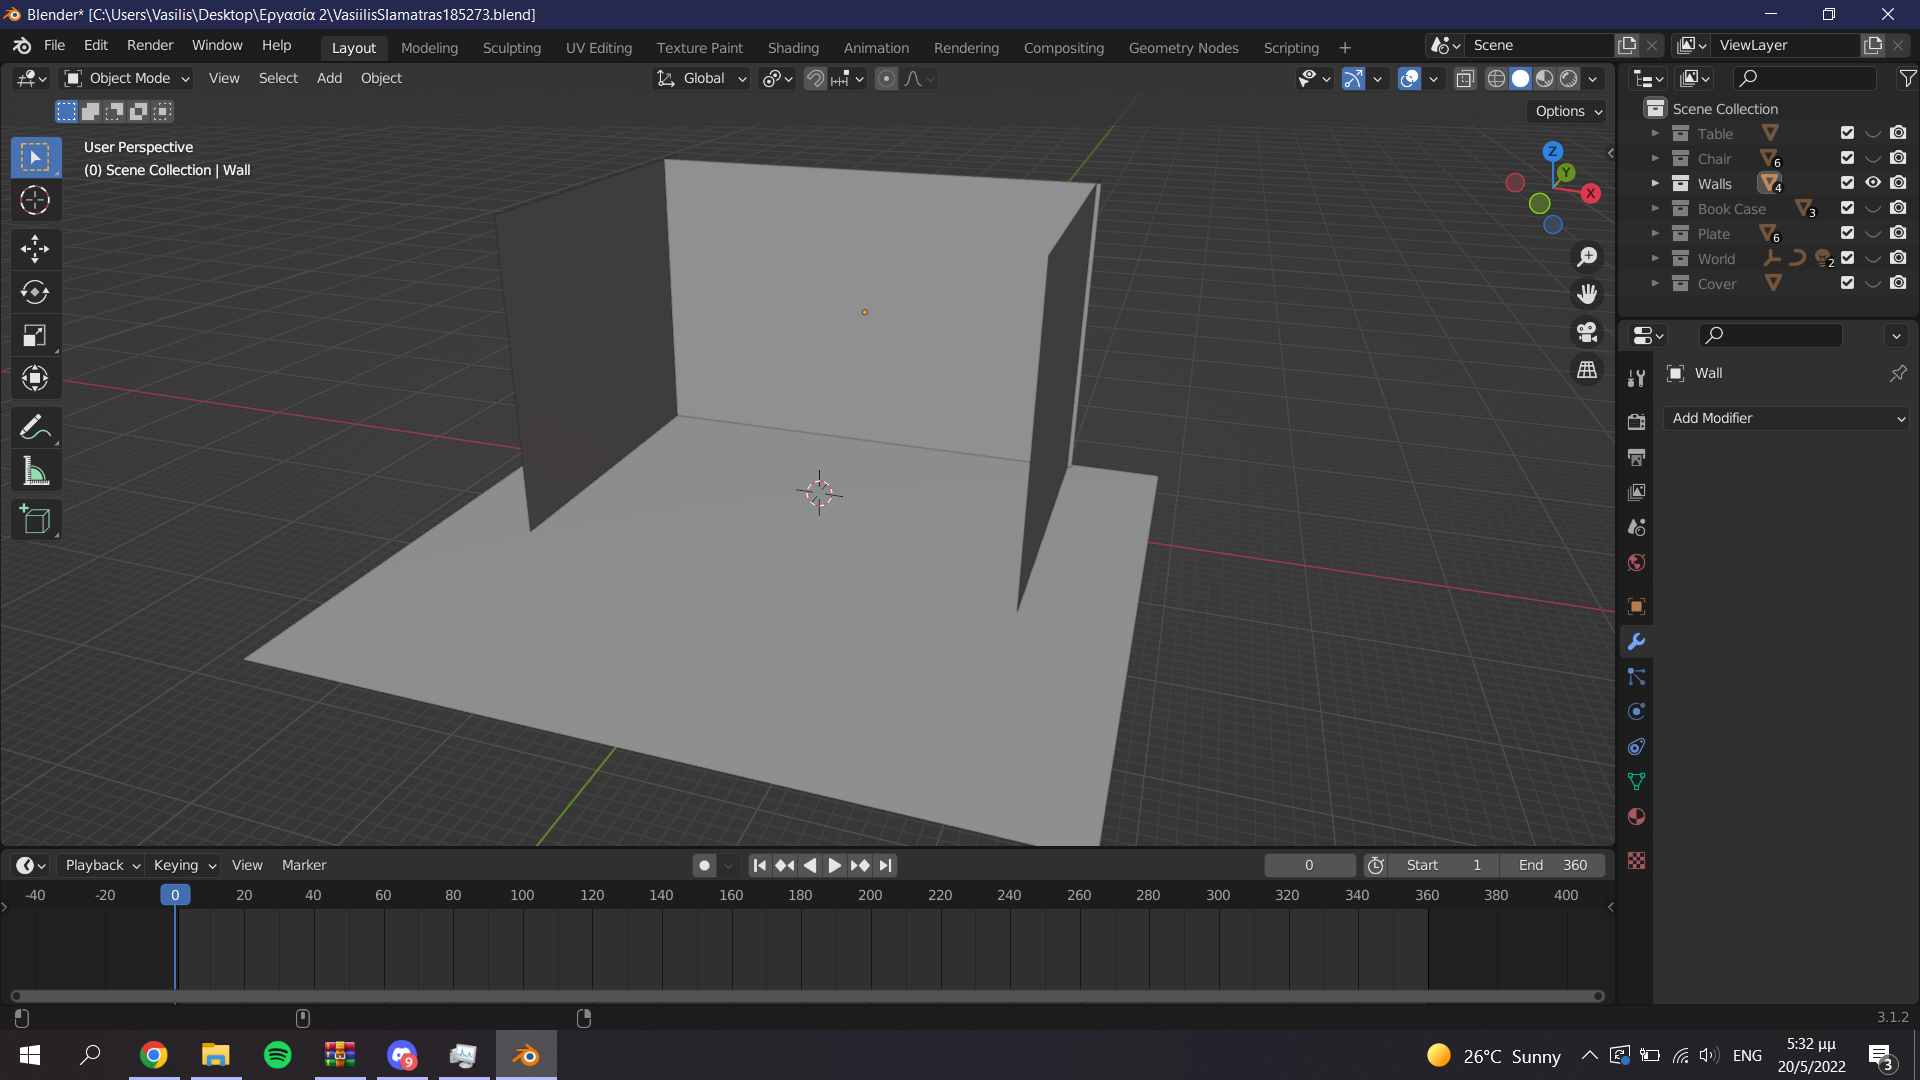 Blender* [C:\Users\Vasilis\Desktop\Εργασία 2\VasiilisSlamatras185273.blend]
File Edit Render Window Help Layout Modeling Sculpting UV Editing Texture Paint Shading Animation Rendering Compositing Geometry Nodes Scripting + Scene ViewLayer
Object Mode View Select Add Object Global
Options
User Perspective
(0) Scene Collection | Wall
Z
Y
X
Scene Collection
Table
Chair 6
Walls 4
Book Case 3
Plate 6
World 2
Cover
Wall
Add Modifier
Playback Keying View Marker 0 Start 1 End 360
-40 -20 0 20 40 60 80 100 120 140 160 180 200 220 240 260 280 300 320 340 360 380 400
3.1.2
9
26°C Sunny ENG
5:32 μμ
20/5/2022
3